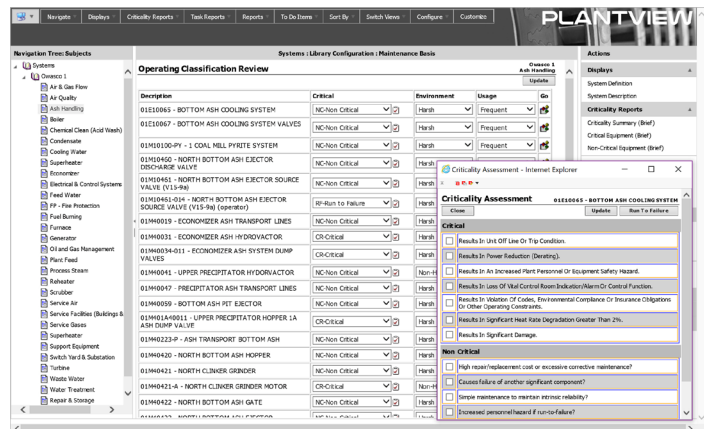 Navigate Displays Criticality Reports Task Reports Reports To Do Items Sort By Switch Views Configure Customize
PLANTVIEW
Navigation Tree: Subjects
Systems : Library Configuration : Maintenance Basis
Actions
Systems
Owasco 1
Air & Gas Flow
Air Quality
Ash Handling
Boiler
Chemical Clean (Acid Wash)
Condensate
Cooling Water
Superheater
Economizer
Electrical & Control Systems
Feed Water
FP - Fire Protection
Fuel Burning
Furnace
Generator
Oil and Gas Management
Plant Feed
Process Steam
Reheater
Scrubber
Service Air
Service Facilities (Buildings &
Service Gases
Superheater
Support Equipment
Switch Yard & Substation
Turbine
Waste Water
Water Treatment
Repair & Storage
Operating Classification Review
Owasco 1
Ash Handling
Update
Decription Critical Environment Usage Go
01E10065 - BOTTOM ASH COOLING SYSTEM NC-Non Critical Harsh Frequent
01E10067 - BOTTOM ASH COOLING SYSTEM VALVES NC-Non Critical Harsh Frequent
01M10100-PY - 1 COAL MILL PYRITE SYSTEM NC-Non Critical Harsh Frequent
01M10460 - NORTH BOTTOM ASH EJECTOR
DISCHARGE VALVE NC-Non Critical Harsh
01M10461 - NORTH BOTTOM ASH EJECTOR SOURCE
VALVE (V15-9a) NC-Non Critical Harsh
01M10461-014 - NORTH BOTTOM ASH EJECTOR
SOURCE VALVE (V15-9a) (operator) RF-Run to Failure Harsh
01M40019 - ECONOMIZER ASH TRANSPORT LINES NC-Non Critical Harsh
01M40031 - ECONOMIZER ASH HYDROVACTOR CR-Critical Harsh
01M40034-011 - ECONOMIZER ASH SYSTEM DUMP
VALVES CR-Critical Harsh
01M40041 - UPPER PRECIPITATOR HYDORVACTOR NC-Non Critical Non-H
01M40047 - PRECIPITATOR ASH TRANSPORT LINES NC-Non Critical Harsh
01M40059 - BOTTOM ASH PIT EJECTOR NC-Non Critical Harsh
01M401A40011 - UPPER PRECIPITATOR HOPPER 1A
ASH DUMP VALVE CR-Critical Harsh
01M40223-P - ASH TRANSPORT BOTTOM ASH NC-Non Critical Harsh
01M40420 - NORTH BOTTOM ASH HOPPER NC-Non Critical Harsh
01M40421 - NORTH CLINKER GRINDER NC-Non Critical Harsh
01M40421-A - NORTH CLINKER GRINDER MOTOR CR-Critical Non-H
01M40422 - NORTH BOTTOM ASH GATE NC-Non Critical Harsh
Displays
System Definition
System Description
Criticality Reports
Criticality Summary (Brief)
Critical Equipment (Brief)
Non-Critical Equipment (Brief)
Criticality Assessment - Internet Explorer
Criticality Assessment 01E10065 - BOTTOM ASH COOLING SYSTEM
Close Update Run To Failure
Critical
Results In Unit Off Line Or Trip Condition.
Results In Power Reduction (Derating).
Results In An Increased Plant Personnel Or Equipment Safety Hazard.
Results In Loss Of Vital Control Room Indication/Alarm Or Control Function.
Results In Violation Of Codes, Environmental Compliance Or Insurance Obligations
Or Other Operating Constraints.
Results In Significant Heat Rate Degradation Greater Than 2%.
Results In Significant Damage.
Non Critical
High repair/replacement cost or excessive corrective maintenance?
Causes failure of another significant component?
Simple maintenance to maintain intrinsic reliability?
Increased personnel hazard if run-to-failure?